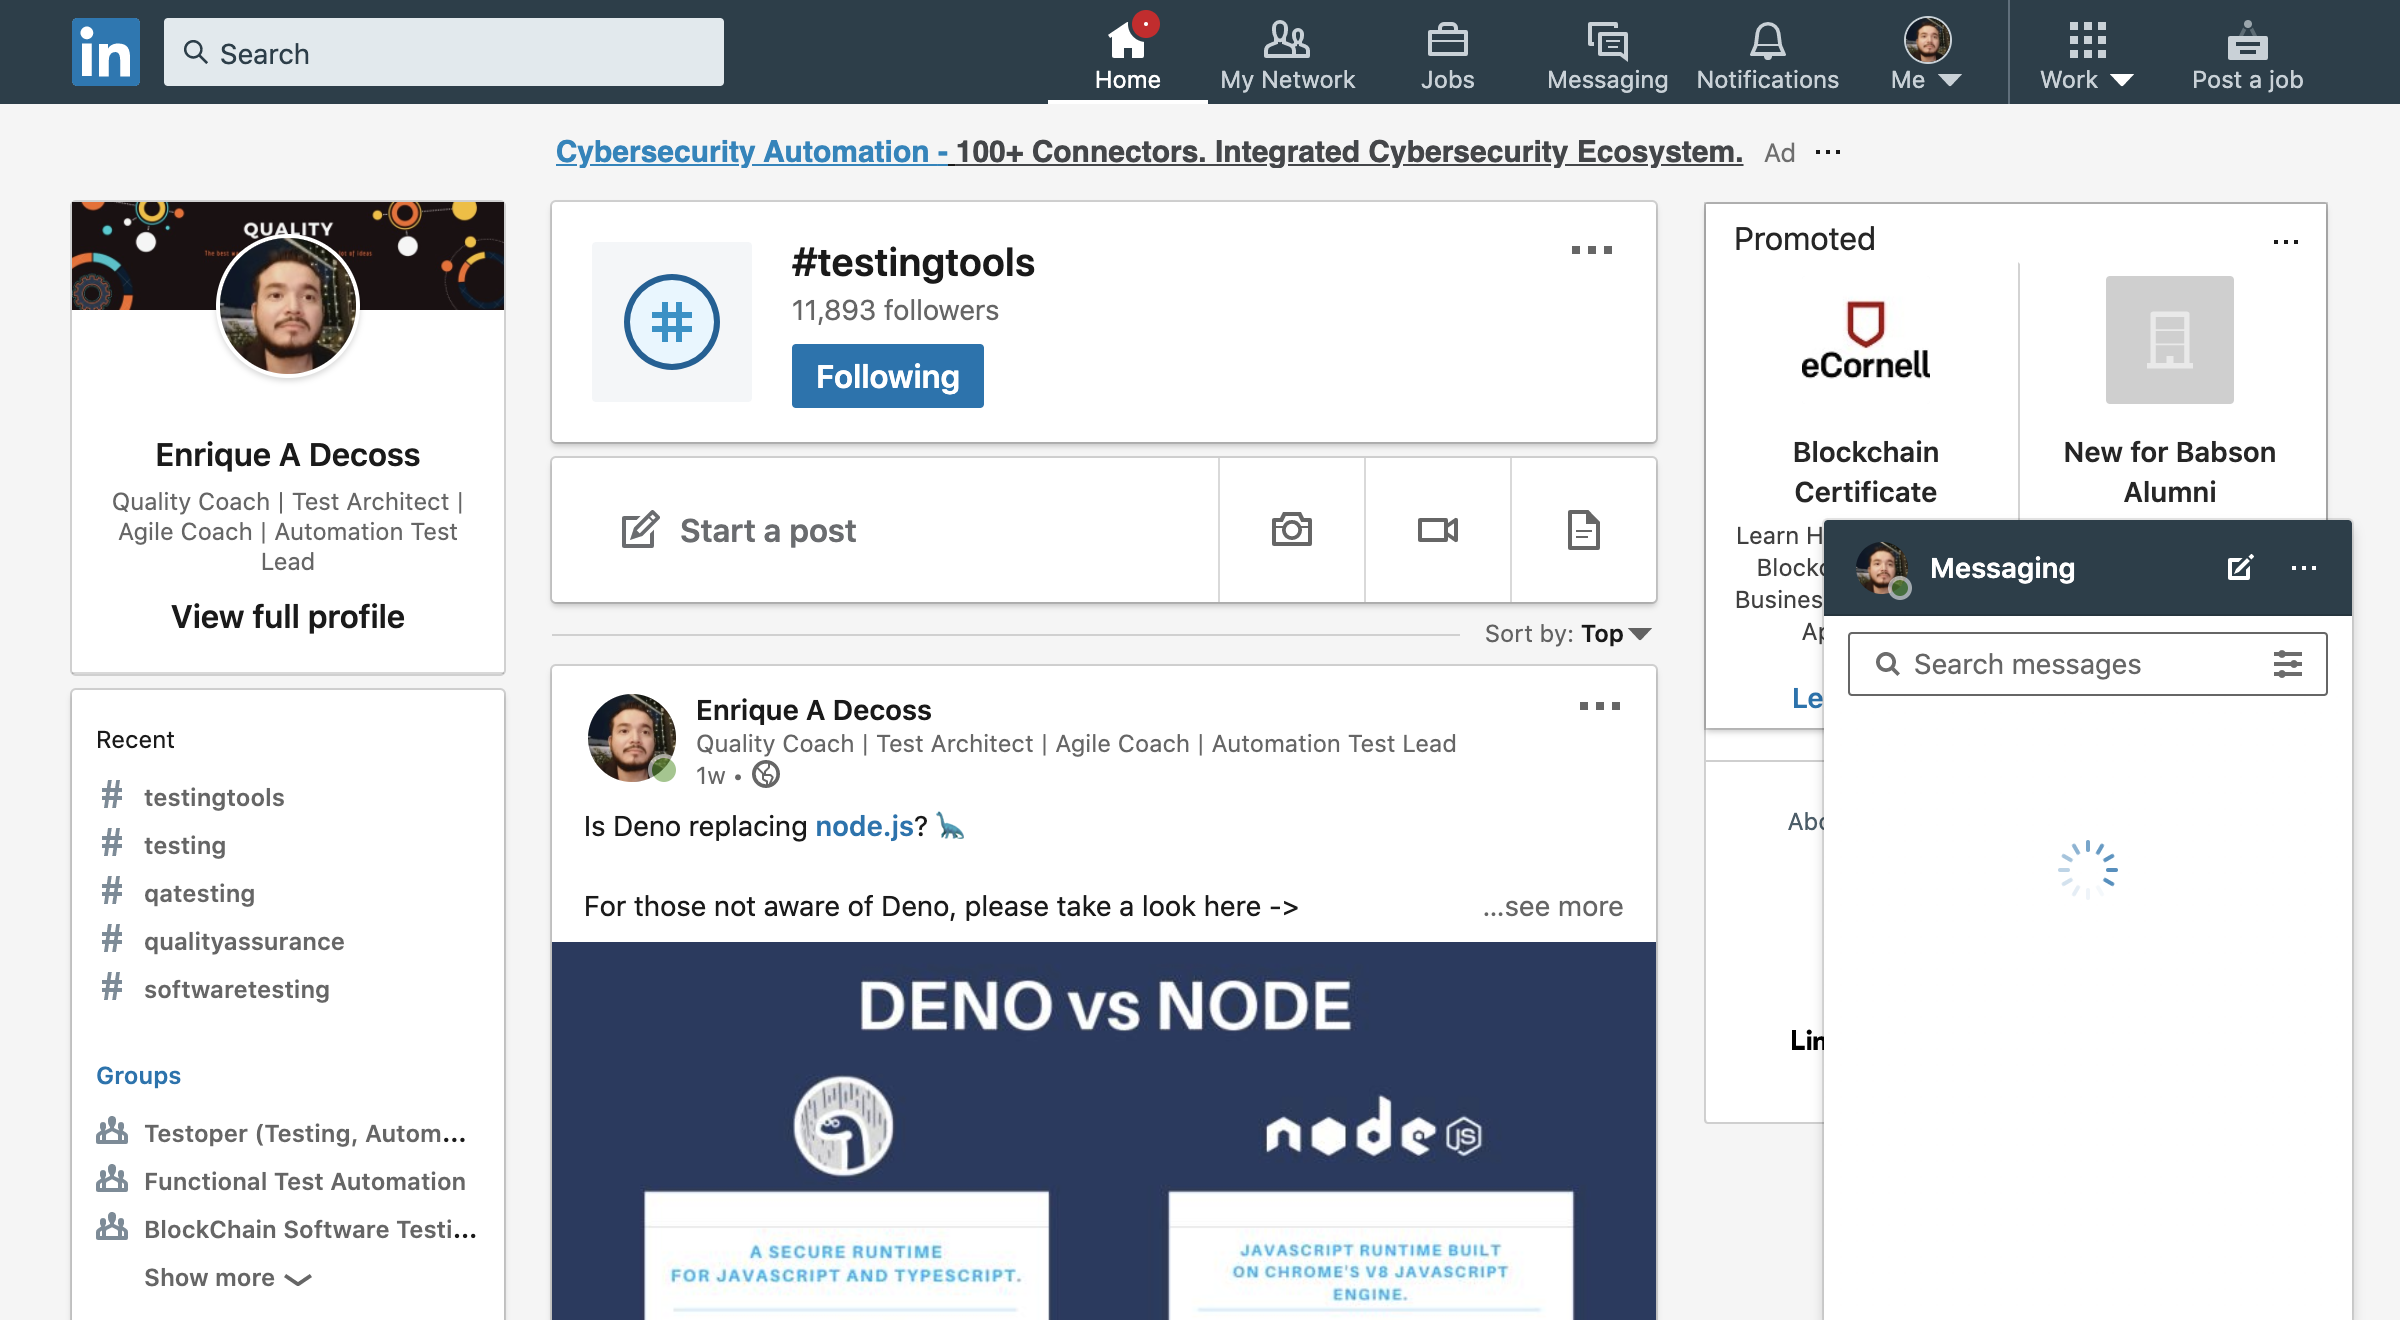 in
Search
Home
My Network
Jobs
Messaging
Notifications
Me
Work
Post a job
Cybersecurity Automation - 100+ Connectors. Integrated Cybersecurity Ecosystem. Ad
QUALITY
Enrique A Decoss
Quality Coach | Test Architect |
Agile Coach | Automation Test
Lead
View full profile
Recent
# testingtools
# testing
# qatesting
# qualityassurance
# softwaretesting
Groups
Testoper (Testing, Autom...
Functional Test Automation
BlockChain Software Testi...
Show more
#
#testingtools
11,893 followers
Following
Start a post
Sort by: Top
Enrique A Decoss
Quality Coach | Test Architect | Agile Coach | Automation Test Lead
1w •
Is Deno replacing node.js? 🦕
For those not aware of Deno, please take a look here ->
...see more
DENO vs NODE
node JS
A SECURE RUNTIME
FOR JAVASCRIPT AND TYPESCRIPT.
JAVASCRIPT RUNTIME BUILT
ON CHROME'S V8 JAVASCRIPT
ENGINE.
Promoted
eCornell
Blockchain
Certificate
Learn H
Blockc
Busines
Ap
Le
New for Babson
Alumni
Abo
Lin
Messaging
Search messages